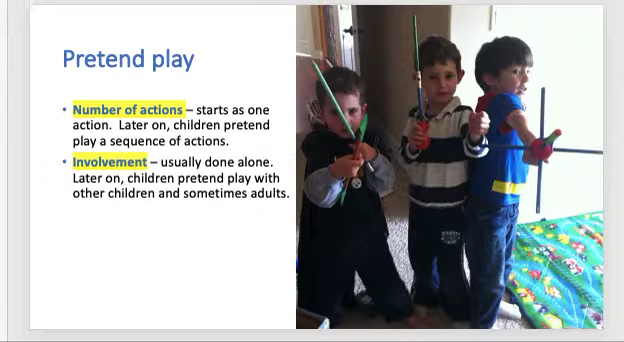 Pretend play
• Number of actions – starts as one
action.  Later on, children pretend
play a sequence of actions.
• Involvement – usually done alone.
Later on, children pretend play with
other children and sometimes adults.